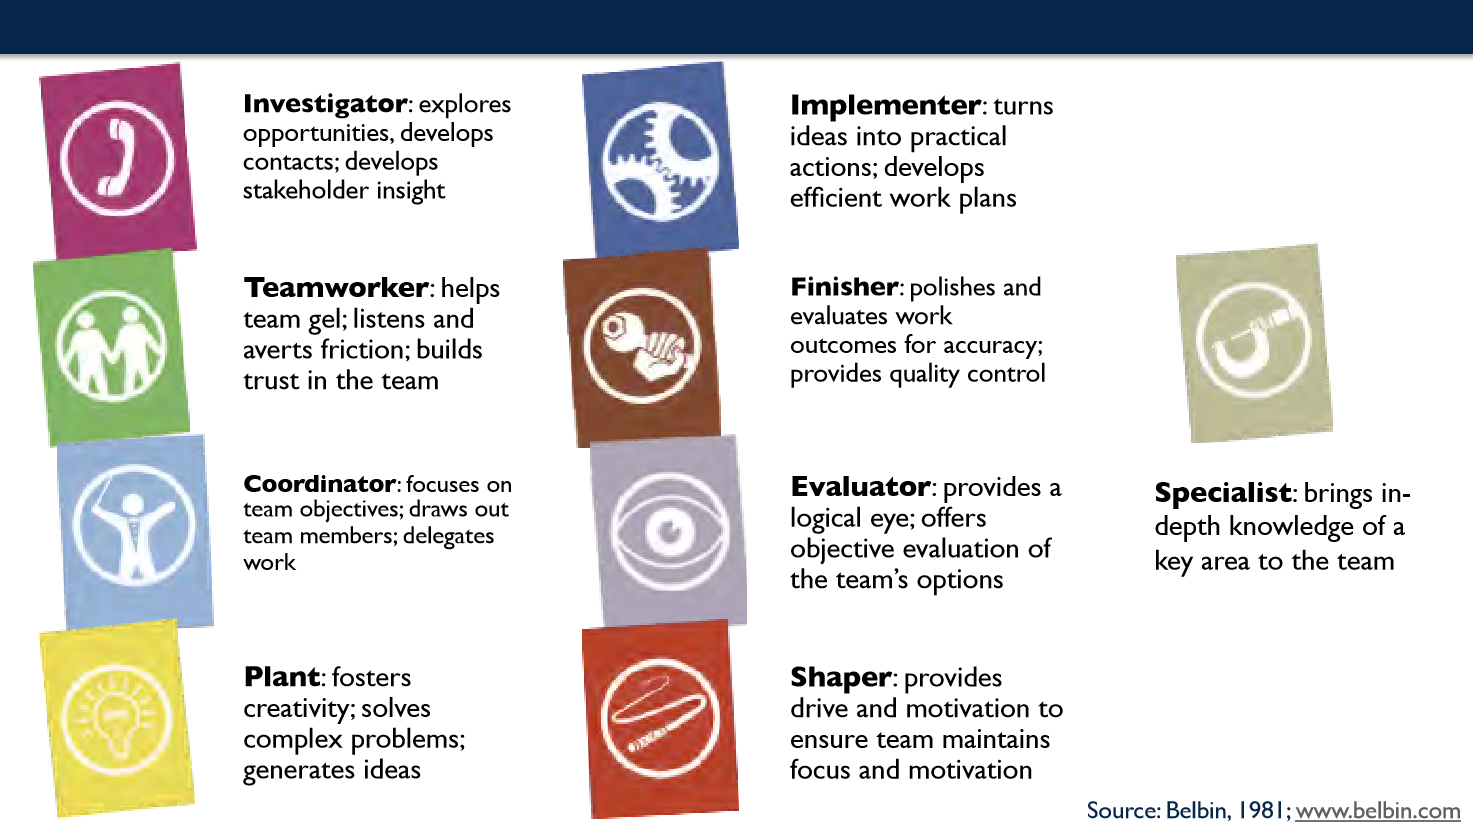 Investigator: explores
opportunities, develops
contacts; develops
stakeholder insight
Teamworker: helps
team gel; listens and
averts friction; builds
trust in the team
Coordinator: focuses on
team objectives; draws out
team members; delegates
work
Plant: fosters
creativity; solves
complex problems;
generates ideas
Implementer: turns
ideas into practical
actions; develops
efficient work plans
Finisher: polishes and
evaluates work
outcomes for accuracy;
provides quality control
Evaluator: provides a
logical eye; offers
objective evaluation of
the team’s options
Shaper: provides
drive and motivation to
ensure team maintains
focus and motivation
Specialist: brings in-
depth knowledge of a
key area to the team
Source: Belbin, 1981; www.belbin.com